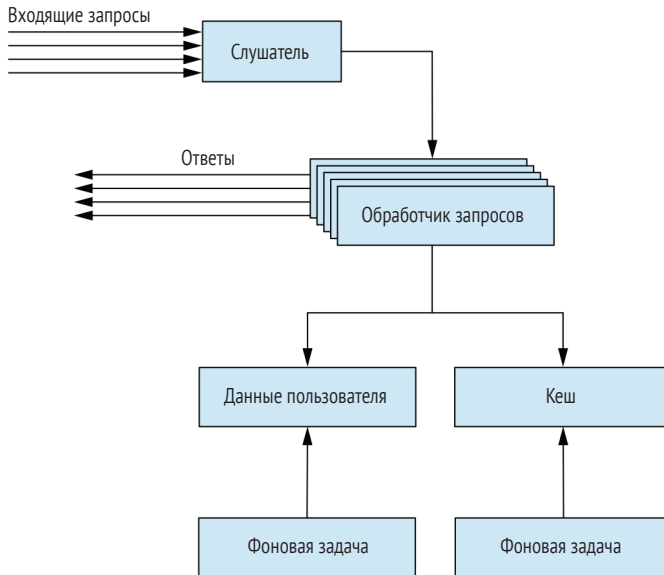 Входящие запросы
Слушатель
Ответы
Обработчик запросов
Данные пользователя
Кеш
Фоновая задача
Фоновая задача